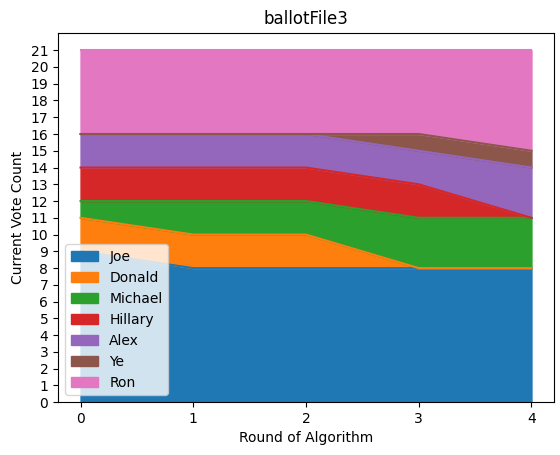 ballotFile3
Current Vote Count
21
20
19
18
17
16
15
14
13
12
11
10
9
8
7
6
5
4
3
2
1
0
Joe
Donald
Michael
Hillary
Alex
Ye
Ron
0 1 2 3 4
Round of Algorithm